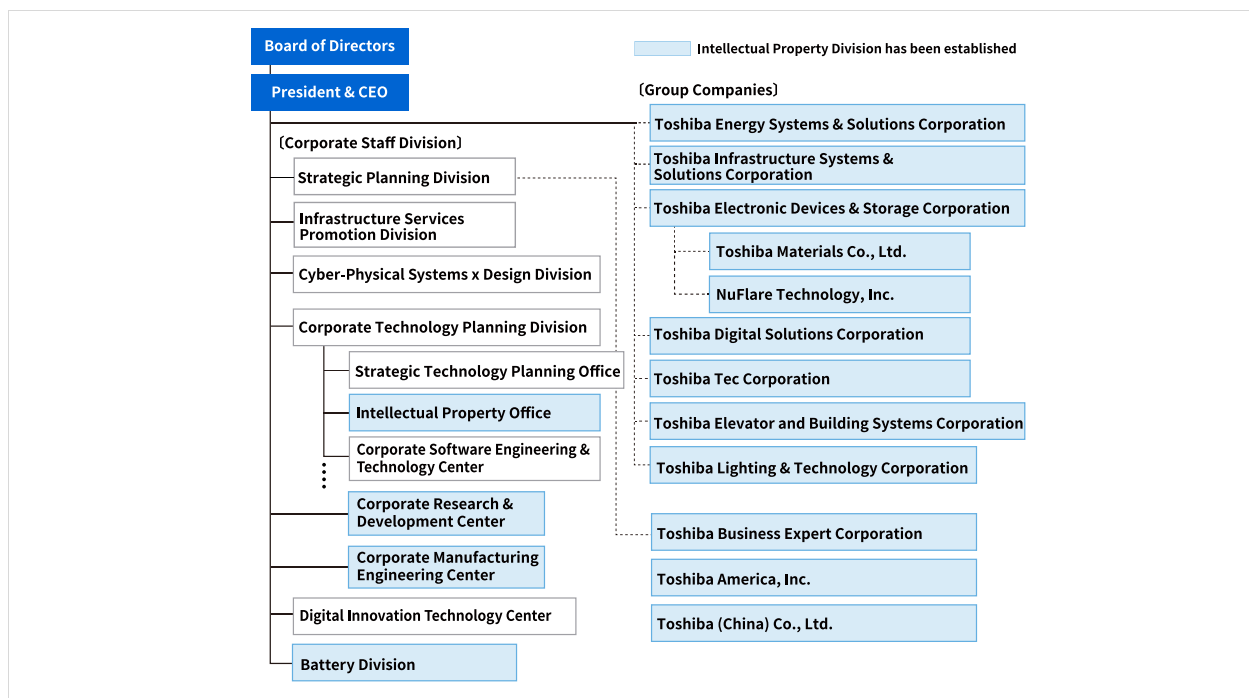 Board of Directors
President & CEO
〔Corporate Staff Division〕
Strategic Planning Division
Infrastructure Services
Promotion Division
Cyber-Physical Systems x Design Division
Corporate Technology Planning Division
Strategic Technology Planning Office
Intellectual Property Office
Corporate Software Engineering &
Technology Center
Corporate Research &
Development Center
Corporate Manufacturing
Engineering Center
Digital Innovation Technology Center
Battery Division
Intellectual Property Division has been established
〔Group Companies〕
Toshiba Energy Systems & Solutions Corporation
Toshiba Infrastructure Systems &
Solutions Corporation
Toshiba Electronic Devices & Storage Corporation
Toshiba Materials Co., Ltd.
NuFlare Technology, Inc.
Toshiba Digital Solutions Corporation
Toshiba Tec Corporation
Toshiba Elevator and Building Systems Corporation
Toshiba Lighting & Technology Corporation
Toshiba Business Expert Corporation
Toshiba America, Inc.
Toshiba (China) Co., Ltd.